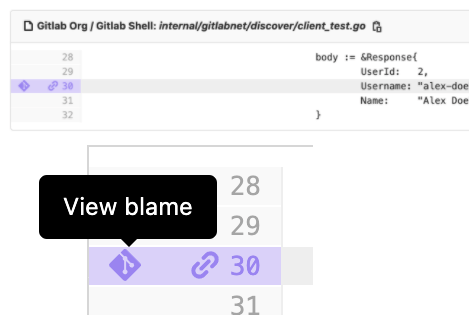 Gitlab Org / Gitlab Shell: internal/gitlabnet/discover/client_test.go
28 body := &Response{
29 UserId: 2,
30 Username: "alex-doe
31 Name: "Alex Doe
32 }
28
View blame
29
30
31